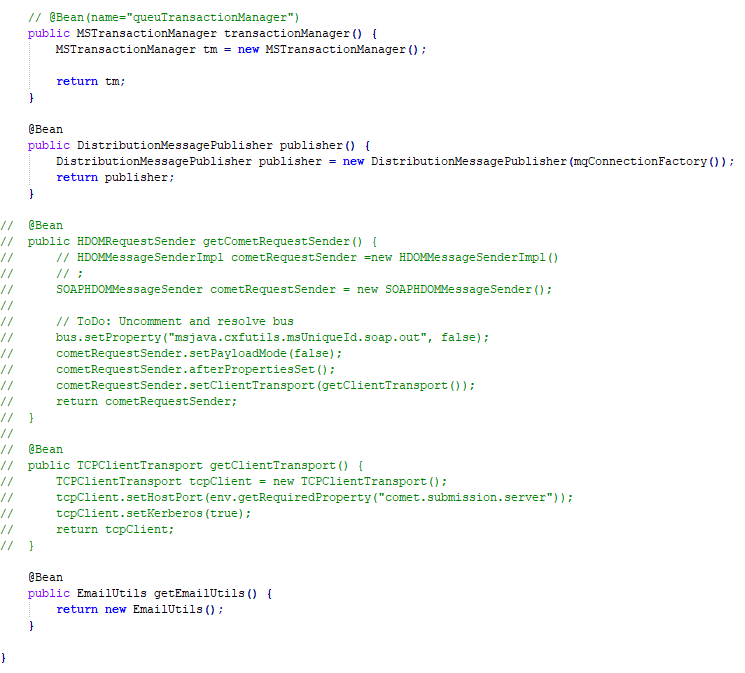 // @Bean(name="queuTransactionManager")
    public MSTransactionManager transactionManager() {
        MSTransactionManager tm = new MSTransactionManager();

        return tm;
    }

    @Bean
    public DistributionMessagePublisher publisher() {
        DistributionMessagePublisher publisher = new DistributionMessagePublisher(mqConnectionFactory());
        return publisher;
    }

//  @Bean
//  public HDOMRequestSender getCometRequestSender() {
//      // HDOMMessageSenderImpl cometRequestSender =new HDOMMessageSenderImpl()
//      // ;
//      SOAPHDOMMessageSender cometRequestSender = new SOAPHDOMMessageSender();
//
//      // ToDo: Uncomment and resolve bus
//      bus.setProperty("msjava.cxfutils.msUniqueId.soap.out", false);
//      cometRequestSender.setPayloadMode(false);
//      cometRequestSender.afterPropertiesSet();
//      cometRequestSender.setClientTransport(getClientTransport());
//      return cometRequestSender;
//  }
//
//  @Bean
//  public TCPClientTransport getClientTransport() {
//      TCPClientTransport tcpClient = new TCPClientTransport();
//      tcpClient.setHostPort(env.getRequiredProperty("comet.submission.server"));
//      tcpClient.setKerberos(true);
//      return tcpClient;
//  }

    @Bean
    public EmailUtils getEmailUtils() {
        return new EmailUtils();
    }

}